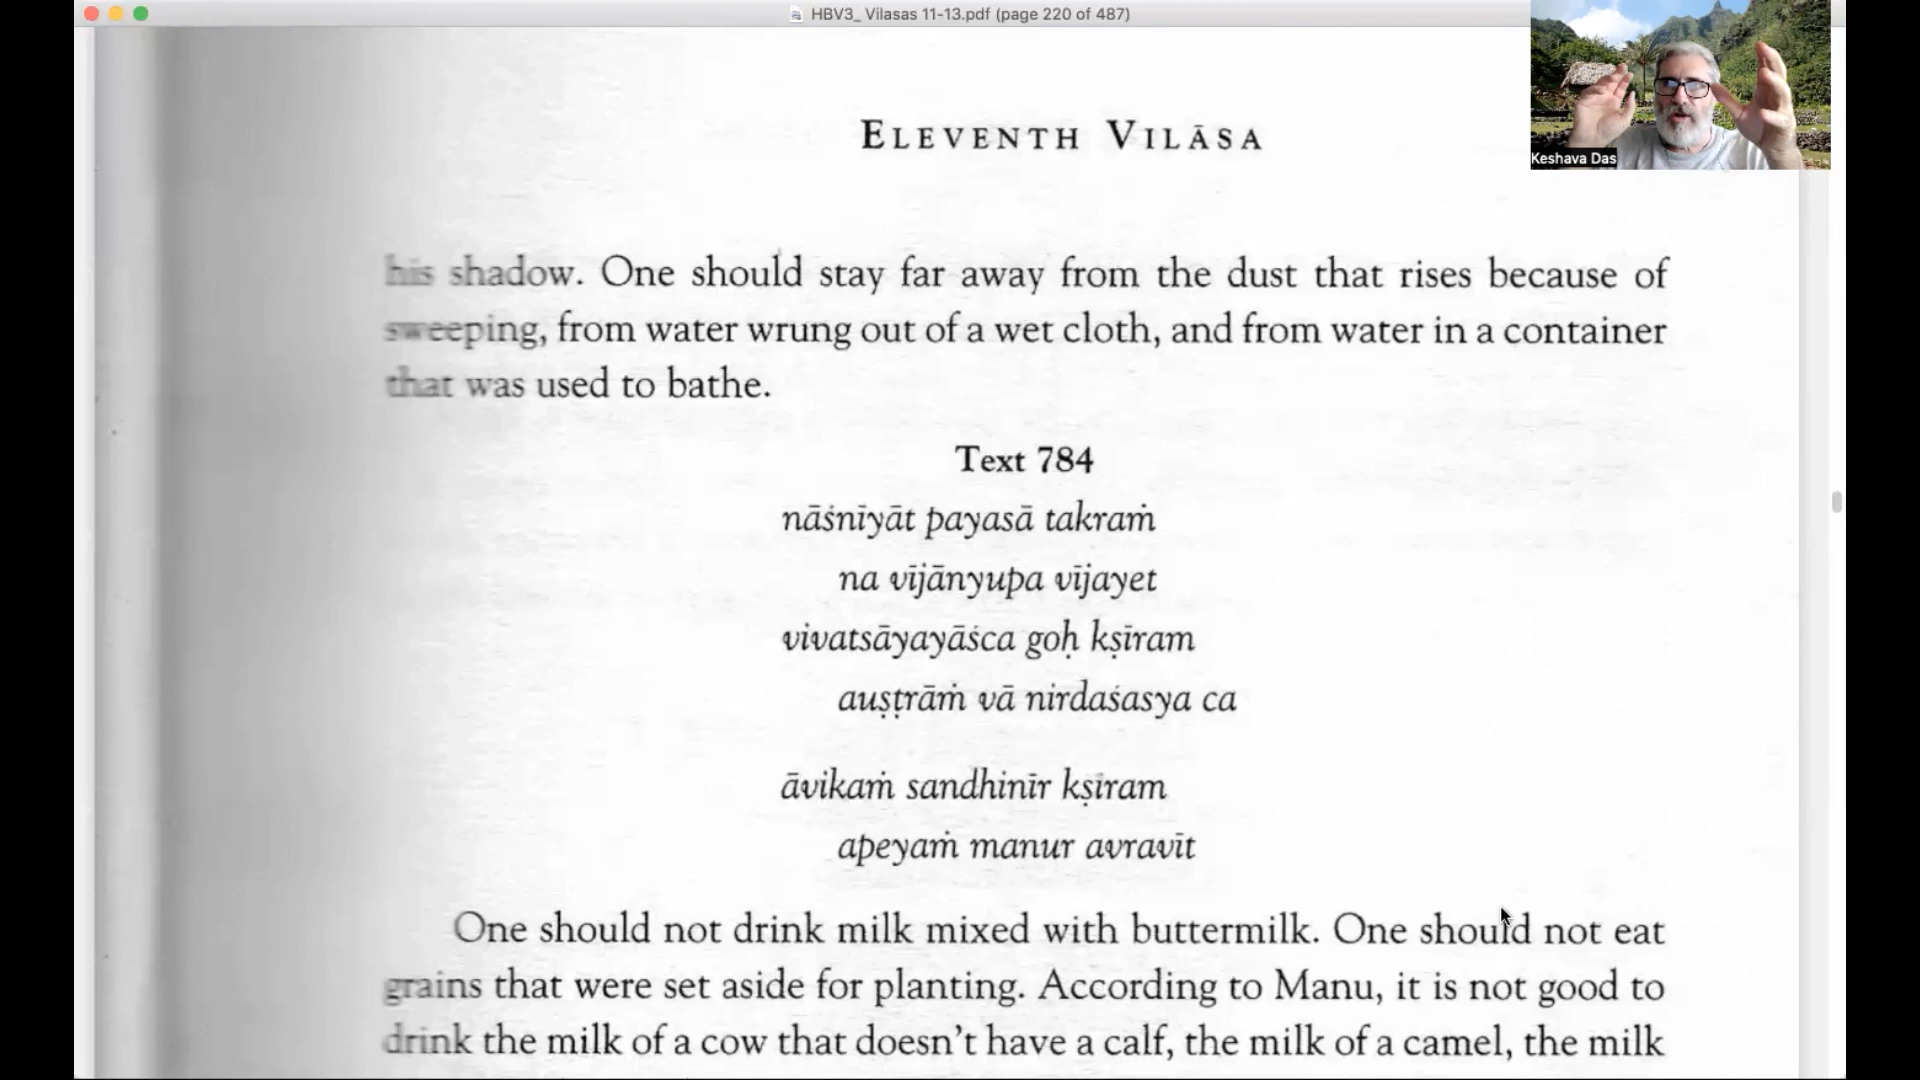 HBV3_ Vilasas 11-13.pdf (page 220 of 487)
Keshava Das
ELEVENTH VILĀSA
his shadow. One should stay far away from the dust that rises because of
sweeping, from water wrung out of a wet cloth, and from water in a container
that was used to bathe.
Text 784
nāśnīyāt payasā takraṁ
na vījānyupa vījayet
vivatsāyayāśca goḥ kṣīram
auṣṭrāṁ vā nirdaśasya ca
āvikaṁ sandhinīr kṣīram
apeyaṁ manur avravīt
One should not drink milk mixed with buttermilk. One should not eat
grains that were set aside for planting. According to Manu, it is not good to
drink the milk of a cow that doesn't have a calf, the milk of a camel, the milk